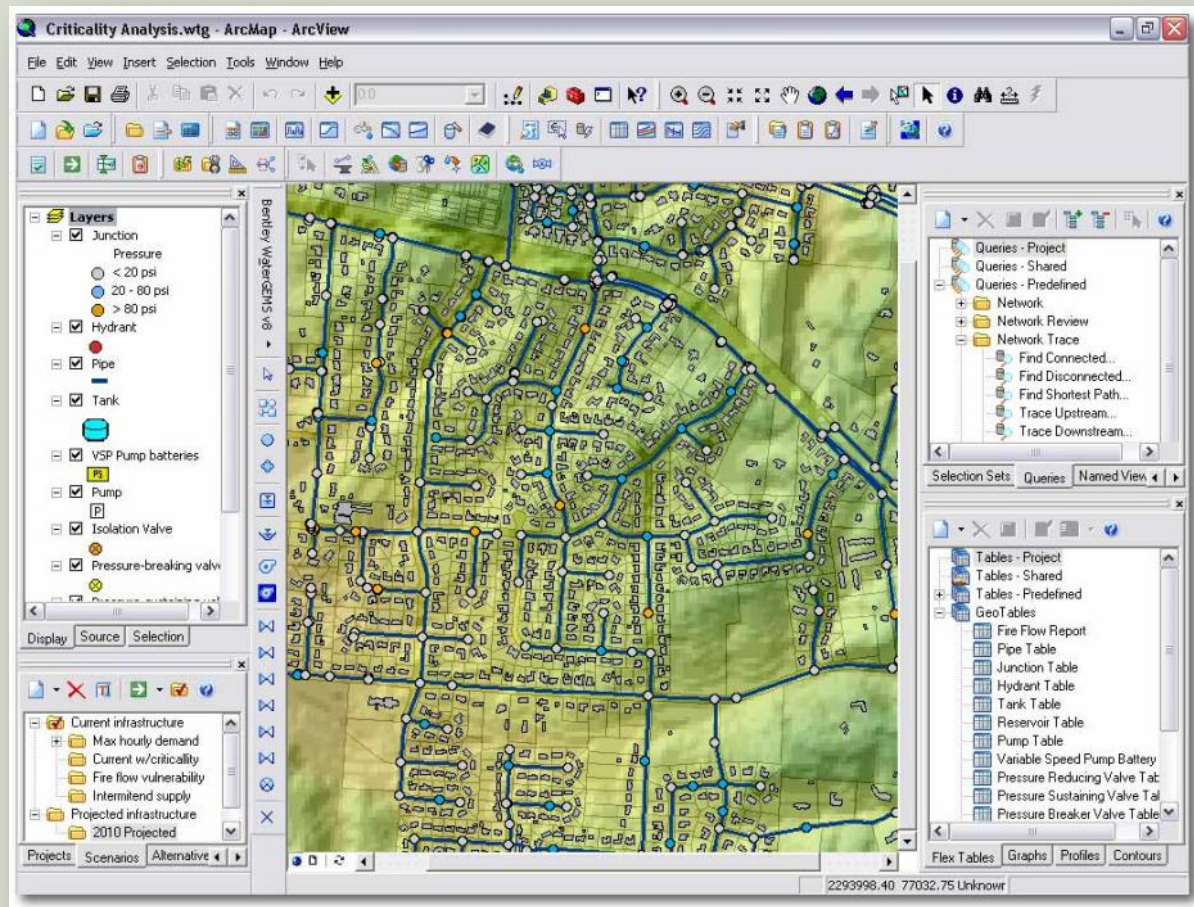 Criticality Analysis.wtg - ArcMap - ArcView
File Edit View Insert Selection Tools Window Help
Layers
Junction
Pressure
< 20 psi
20 - 80 psi
> 80 psi
Hydrant
Pipe
Tank
VSP Pump batteries
PS
Pump
P
Isolation Valve
Pressure-breaking valv
Display Source Selection
Current infrastructure
Max hourly demand
Current w/criticality
Fire flow vulnerability
Intermitend supply
Projected infrastructure
2010 Projected
Projects Scenarios Alternative
Bentley WaterGEMS v8
Queries - Project
Queries - Shared
Queries - Predefined
Network
Network Review
Network Trace
Find Connected...
Find Disconnected...
Find Shortest Path...
Trace Upstream...
Trace Downstream...
Selection Sets Queries Named View
Tables - Project
Tables - Shared
Tables - Predefined
GeoTables
Fire Flow Report
Pipe Table
Junction Table
Hydrant Table
Tank Table
Reservoir Table
Pump Table
Variable Speed Pump Battery
Pressure Reducing Valve Tab
Pressure Sustaining Valve Tal
Pressure Breaker Valve Table
Flex Tables Graphs Profiles Contours
2293998.40 77032.75 Unknowr